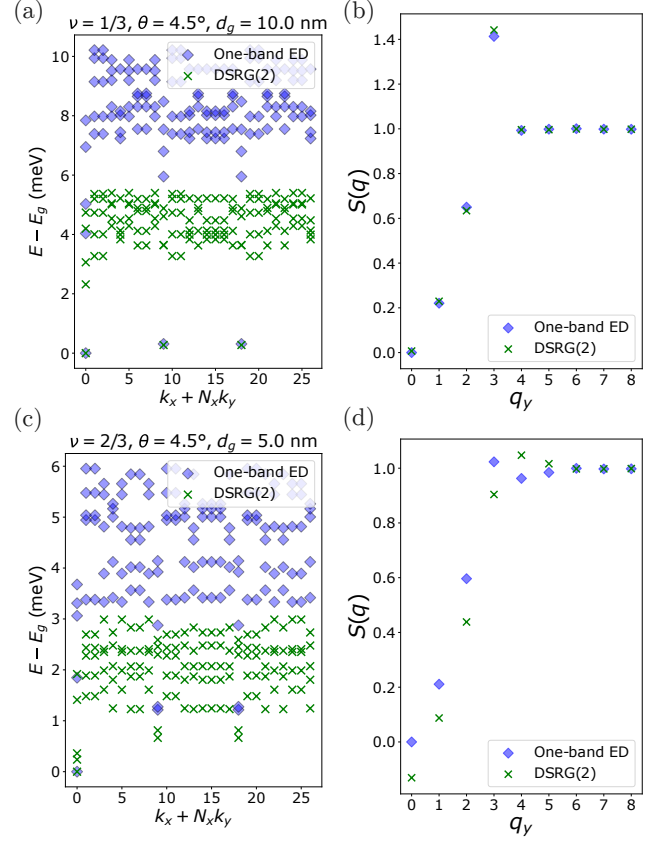 (a)
ν = 1/3, θ = 4.5°, d_g = 10.0 nm
One-band ED
DSRG(2)
10
8
6
4
2
0
E − E_g (meV)
0 5 10 15 20 25
k_x + N_x k_y
(b)
1.4
1.2
1.0
0.8
0.6
0.4
0.2
0.0
S(q)
One-band ED
DSRG(2)
0 1 2 3 4 5 6 7 8
q_y
(c)
ν = 2/3, θ = 4.5°, d_g = 5.0 nm
One-band ED
DSRG(2)
6
5
4
3
2
1
0
E − E_g (meV)
0 5 10 15 20 25
k_x + N_x k_y
(d)
1.0
0.8
0.6
0.4
0.2
0.0
S(q)
One-band ED
DSRG(2)
0 1 2 3 4 5 6 7 8
q_y